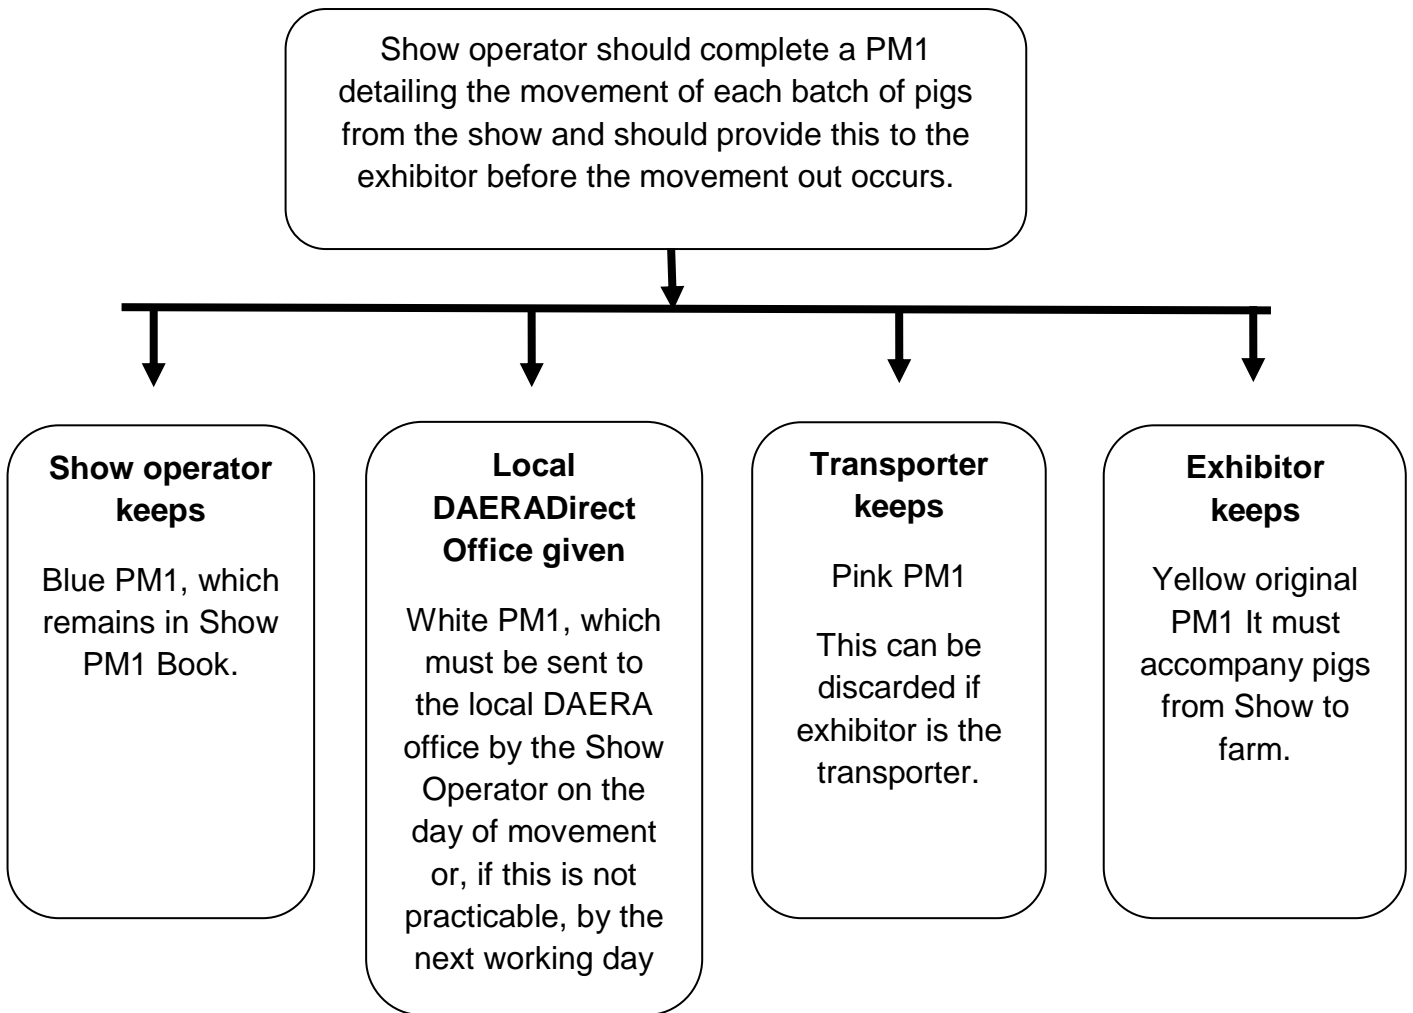 Show operator should complete a PM1
detailing the movement of each batch of pigs
from the show and should provide this to the
exhibitor before the movement out occurs.
Show operator
keeps
Blue PM1, which
remains in Show
PM1 Book.
Local
DAERADirect
Office given
White PM1, which
must be sent to
the local DAERA
office by the Show
Operator on the
day of movement
or, if this is not
practicable, by the
next working day
Transporter
keeps
Pink PM1
This can be
discarded if
exhibitor is the
transporter.
Exhibitor
keeps
Yellow original
PM1 It must
accompany pigs
from Show to
farm.